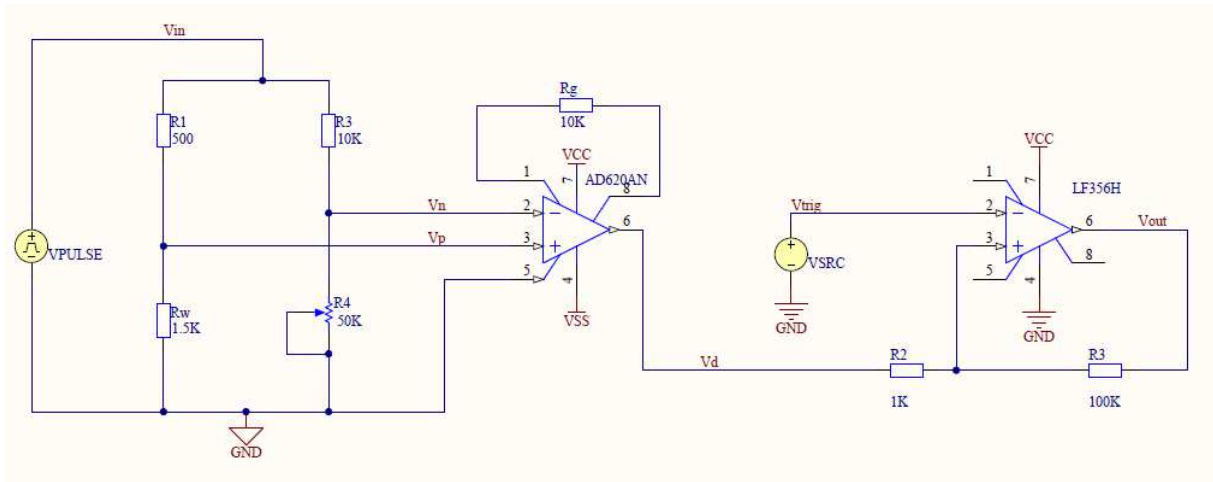 Vin
R1
500
R3
10K
Rg
10K
VCC
7
AD620AN
1
8
Vn
2
Vp
3
6
5
4
VSS
VPULSE
Rw
1.5K
R4
50K
GND
Vtrig
VSRC
GND
VCC
7
LF356H
1
2
3
6
Vout
5
8
4
GND
Vd
R2
1K
R3
100K